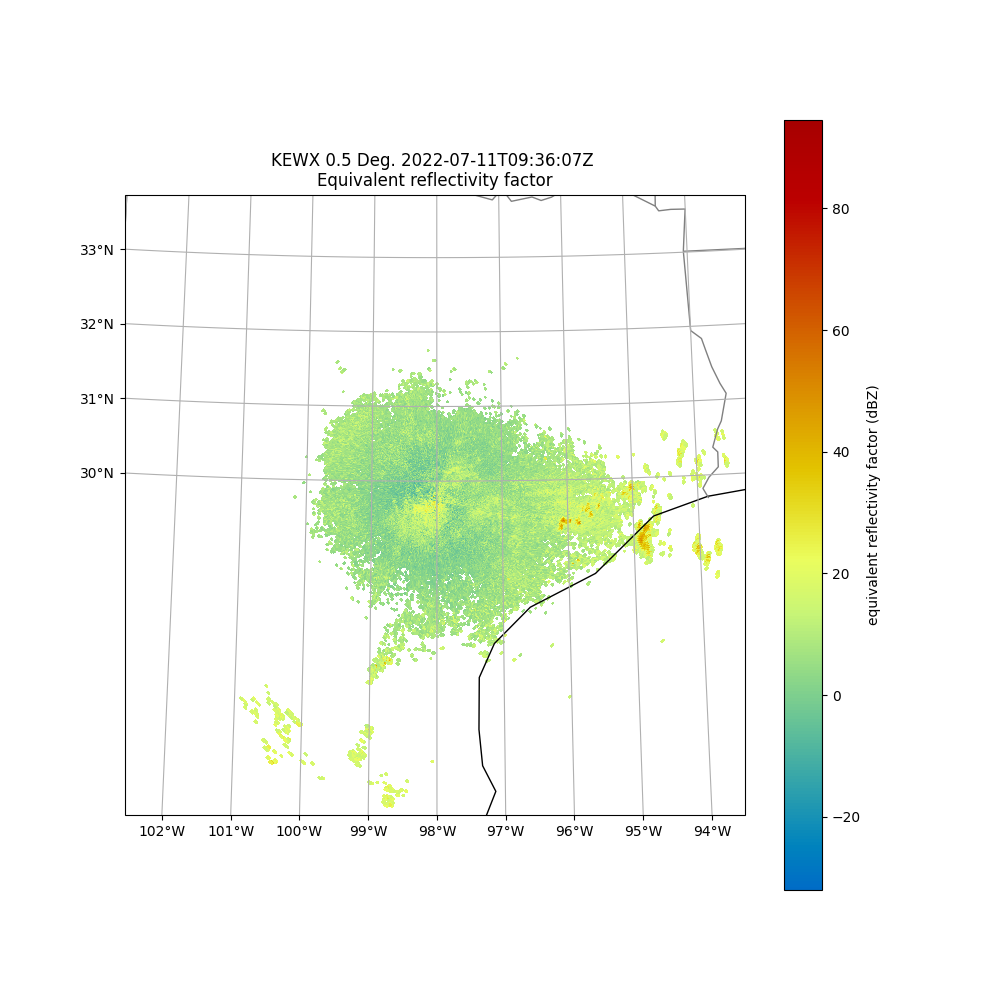 KEWX 0.5 Deg. 2022-07-11T09:36:07Z
Equivalent reflectivity factor
33°N
32°N
31°N
30°N
102°W 101°W 100°W 99°W 98°W 97°W 96°W 95°W 94°W
80
60
40
20
0
−20
equivalent reflectivity factor (dBZ)